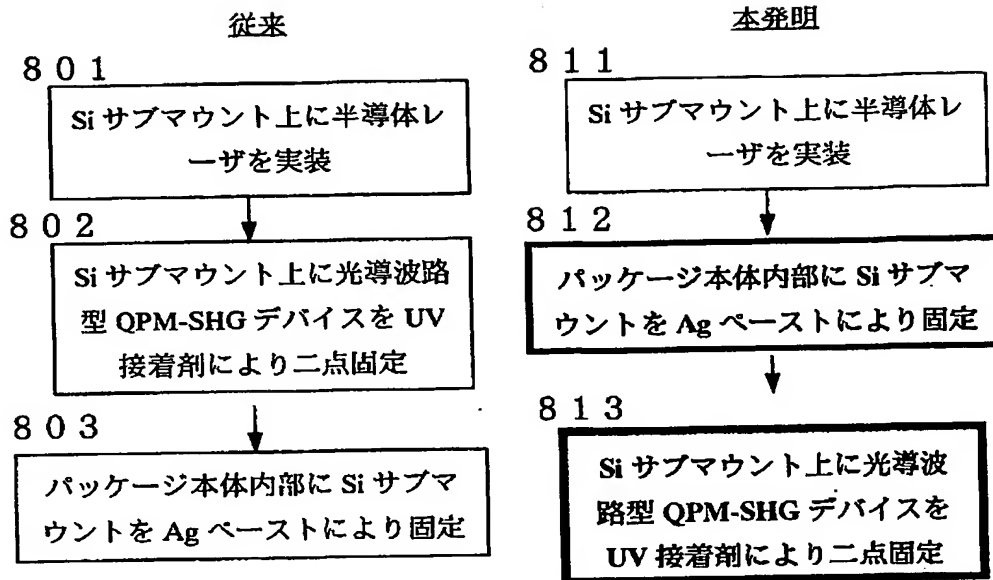 従来
801
Si サブマウント上に半導体レ
ーザを実装
802
Si サブマウント上に光導波路
型 QPM-SHG デバイスを UV
接着剤により二点固定
803
パッケージ本体内部に Si サブマ
ウントを Ag ペーストにより固定
本発明
811
Si サブマウント上に半導体レ
ーザを実装
812
パッケージ本体内部に Si サブマ
ウントを Ag ペーストにより固定
813
Si サブマウント上に光導波
路型 QPM-SHG デバイスを
UV 接着剤により二点固定